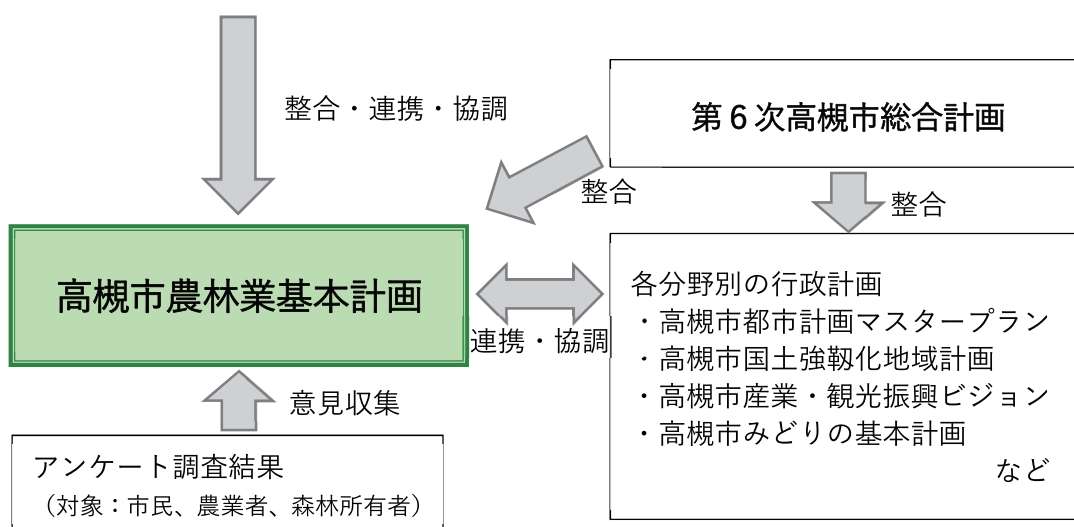 整合・連携・協調
第6次高槻市総合計画
整合
整合
高槻市農林業基本計画
連携・協調
各分野別の行政計画
・高槻市都市計画マスタープラン
・高槻市国土強靱化地域計画
・高槻市産業・観光振興ビジョン
・高槻市みどりの基本計画
など
意見収集
アンケート調査結果
（対象：市民、農業者、森林所有者）